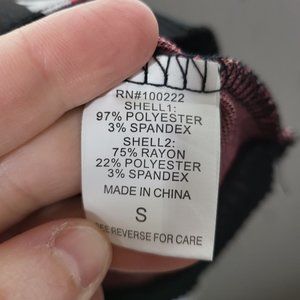 RN#100222
SHELL1:
97% POLYESTER
3% SPANDEX
SHELL2:
75% RAYON
22% POLYESTER
3% SPANDEX
MADE IN CHINA
S
SEE REVERSE FOR CARE